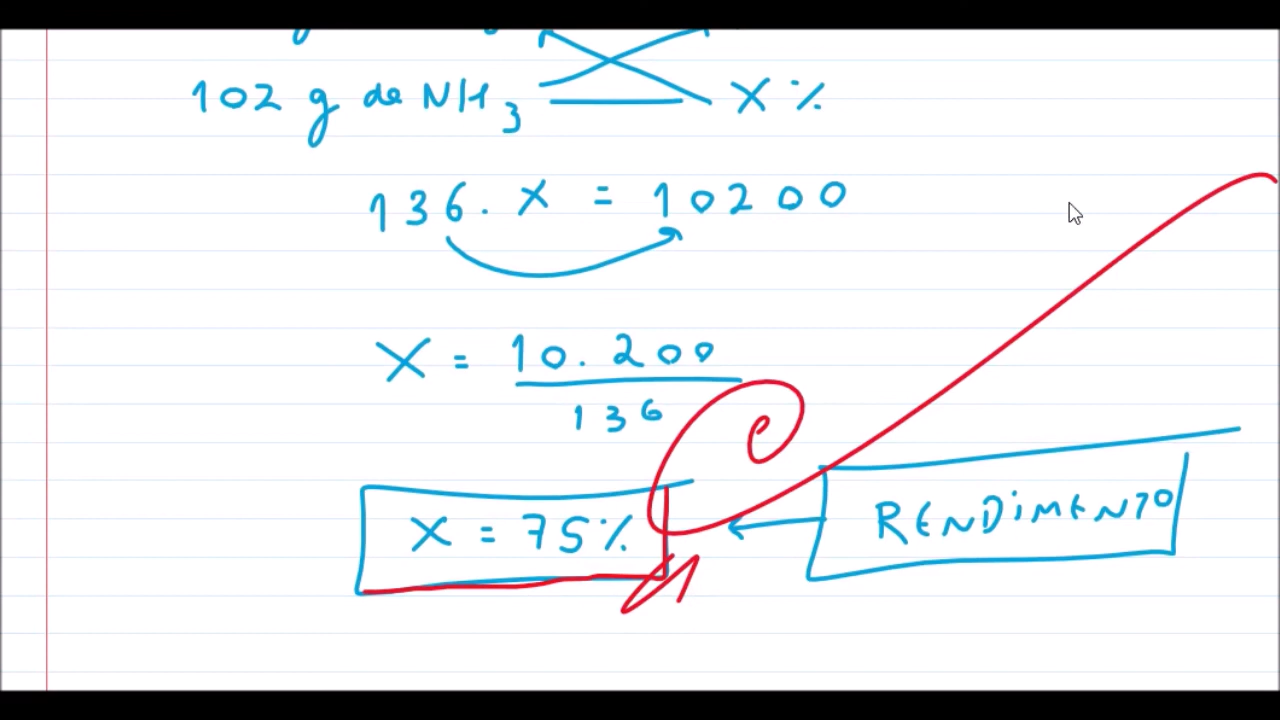 102 g de NH3 X %
136. X = 10200
X = 10.200
136
X = 75%
RENDIMENTO